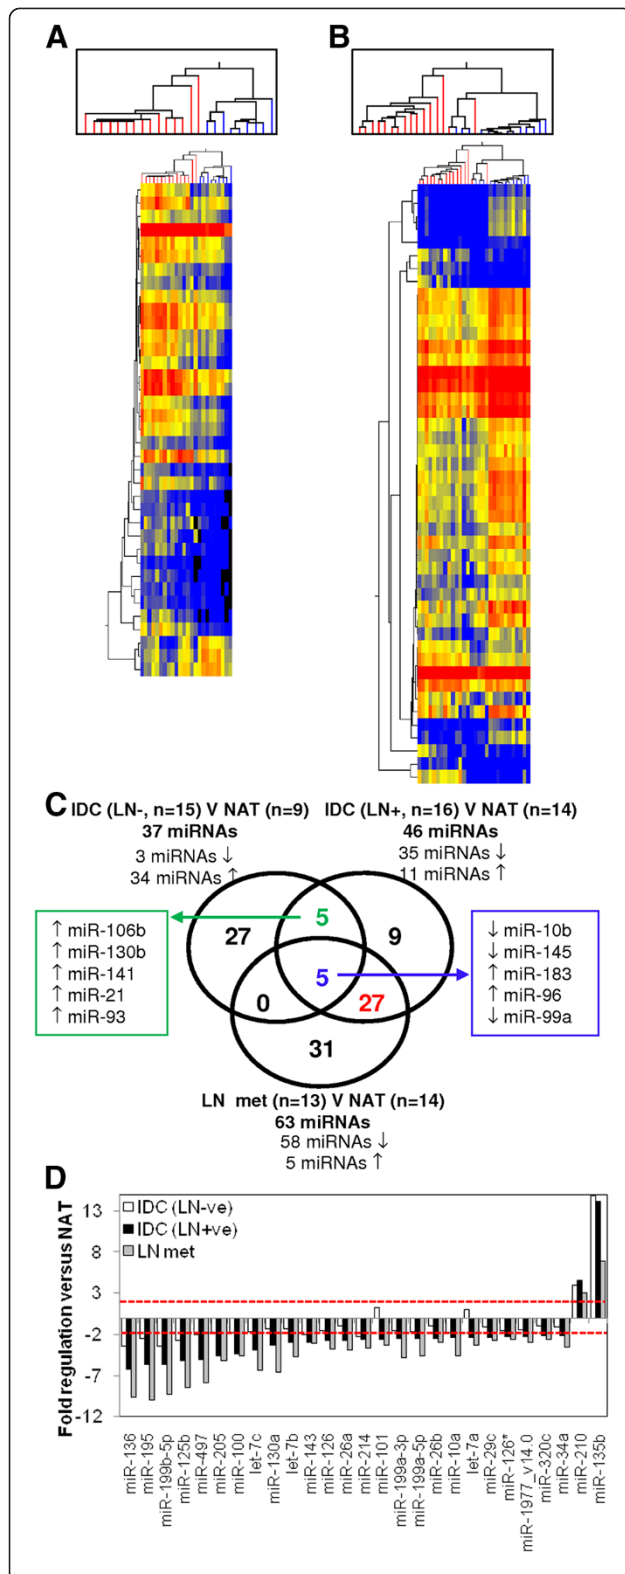 A
B
C IDC (LN-, n=15) V NAT (n=9)
37 miRNAs
3 miRNAs ↓
34 miRNAs ↑
IDC (LN+, n=16) V NAT (n=14)
46 miRNAs
35 miRNAs ↓
11 miRNAs ↑
↑ miR-106b
↑ miR-130b
↑ miR-141
↑ miR-21
↑ miR-93
27
5
9
5
0
27
31
↓ miR-10b
↓ miR-145
↑ miR-183
↑ miR-96
↓ miR-99a
LN met (n=13) V NAT (n=14)
63 miRNAs
58 miRNAs ↓
5 miRNAs ↑
D
Fold regulation versus NAT
13
8
3
-2
-7
-12
IDC (LN-ve)
IDC (LN+ve)
LN met
miR-136
miR-195
miR-199b-5p
miR-125b
miR-497
miR-205
miR-100
let-7c
miR-130a
let-7b
miR-143
miR-126
miR-26a
miR-214
miR-101
miR-199a-3p
miR-199a-5p
miR-26b
miR-10a
let-7a
miR-29c
miR-126*
miR-1977_v14.0
miR-320c
miR-34a
miR-210
miR-135b